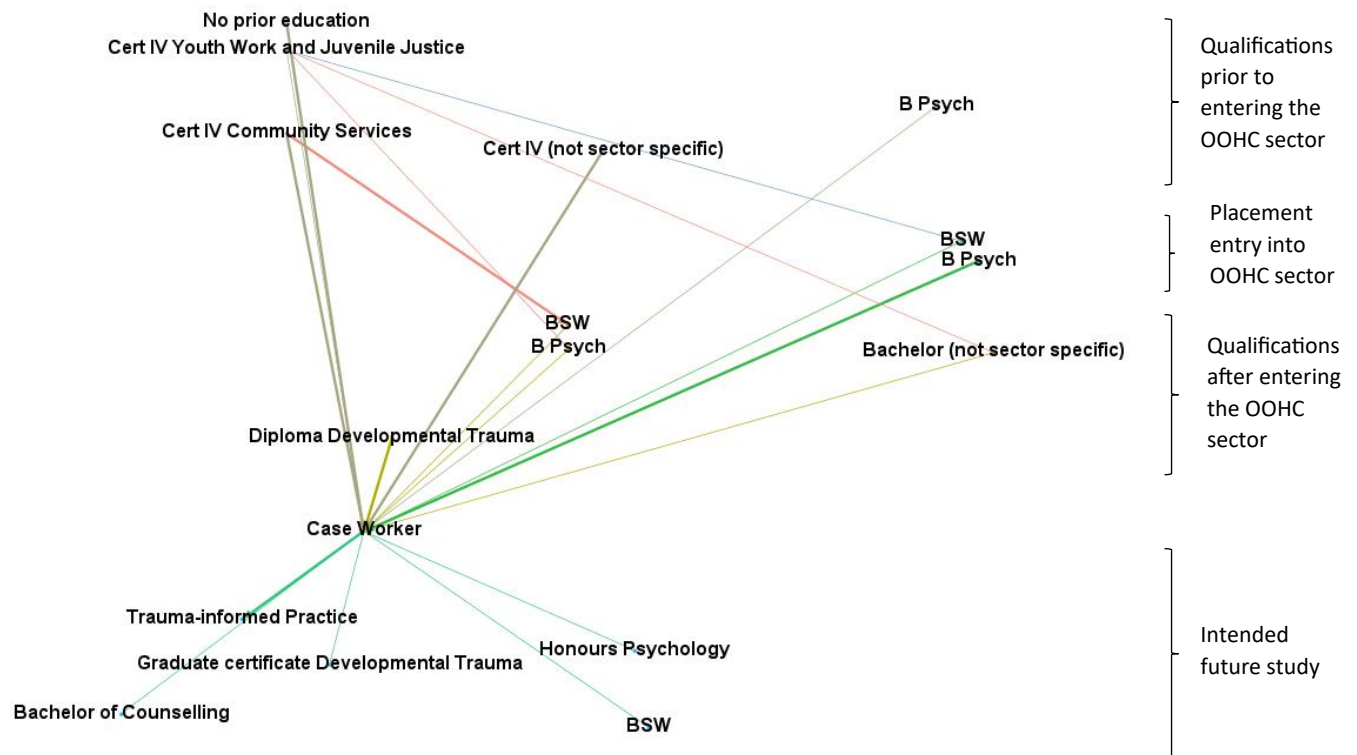 No prior education
Cert IV Youth Work and Juvenile Justice
Cert IV Community Services
Cert IV (not sector specific)
B Psych
BSW
B Psych
BSW
B Psych
Bachelor (not sector specific)
Diploma Developmental Trauma
Case Worker
Trauma-informed Practice
Graduate certificate Developmental Trauma
Honours Psychology
Bachelor of Counselling
BSW
Qualifications
prior to
entering the
OOHC sector
Placement
entry into
OOHC sector
Qualifications
after entering
the OOHC
sector
Intended
future study